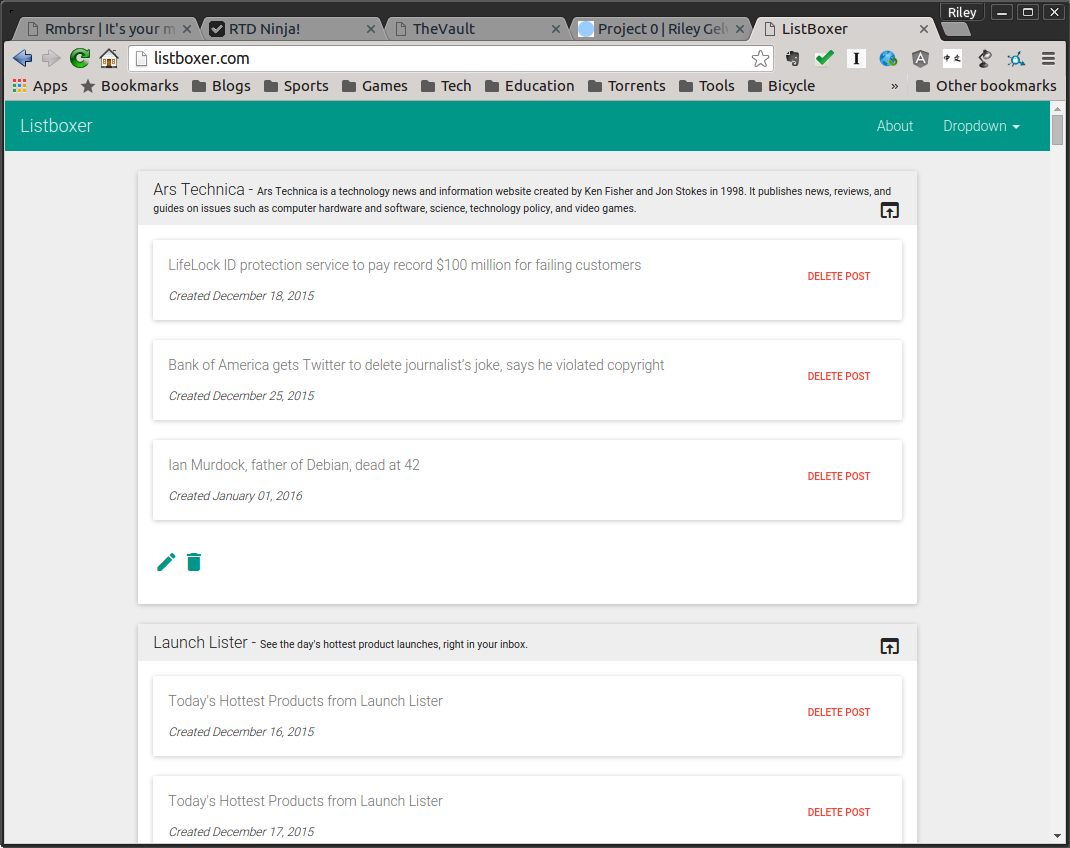 Riley
Rmbrsr | It's your m
RTD Ninja!
TheVault
Project 0 | Riley Gelv
ListBoxer
listboxer.com
Apps
Bookmarks
Blogs
Sports
Games
Tech
Education
Torrents
Tools
Bicycle
»
Other bookmarks
Listboxer
About
Dropdown
Ars Technica - Ars Technica is a technology news and information website created by Ken Fisher and Jon Stokes in 1998. It publishes news, reviews, and
guides on issues such as computer hardware and software, science, technology policy, and video games.
LifeLock ID protection service to pay record $100 million for failing customers
DELETE POST
Created December 18, 2015
Bank of America gets Twitter to delete journalist's joke, says he violated copyright
DELETE POST
Created December 25, 2015
Ian Murdock, father of Debian, dead at 42
DELETE POST
Created January 01, 2016
Launch Lister - See the day's hottest product launches, right in your inbox.
Today's Hottest Products from Launch Lister
DELETE POST
Created December 16, 2015
Today's Hottest Products from Launch Lister
DELETE POST
Created December 17, 2015